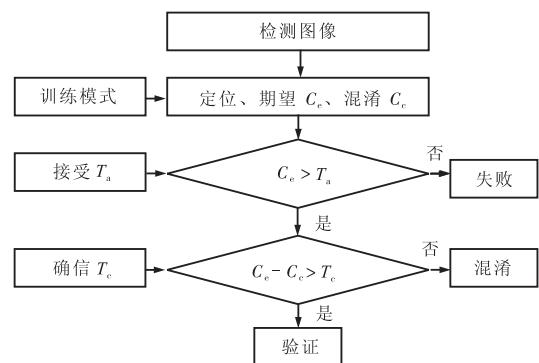 检测图像
训练模式
定位、期望 Ce、混淆 Cc
接受 Ta
Ce>Ta
否
失败
是
确信 Tc
Ce-Cc>Tc
否
混淆
是
验证